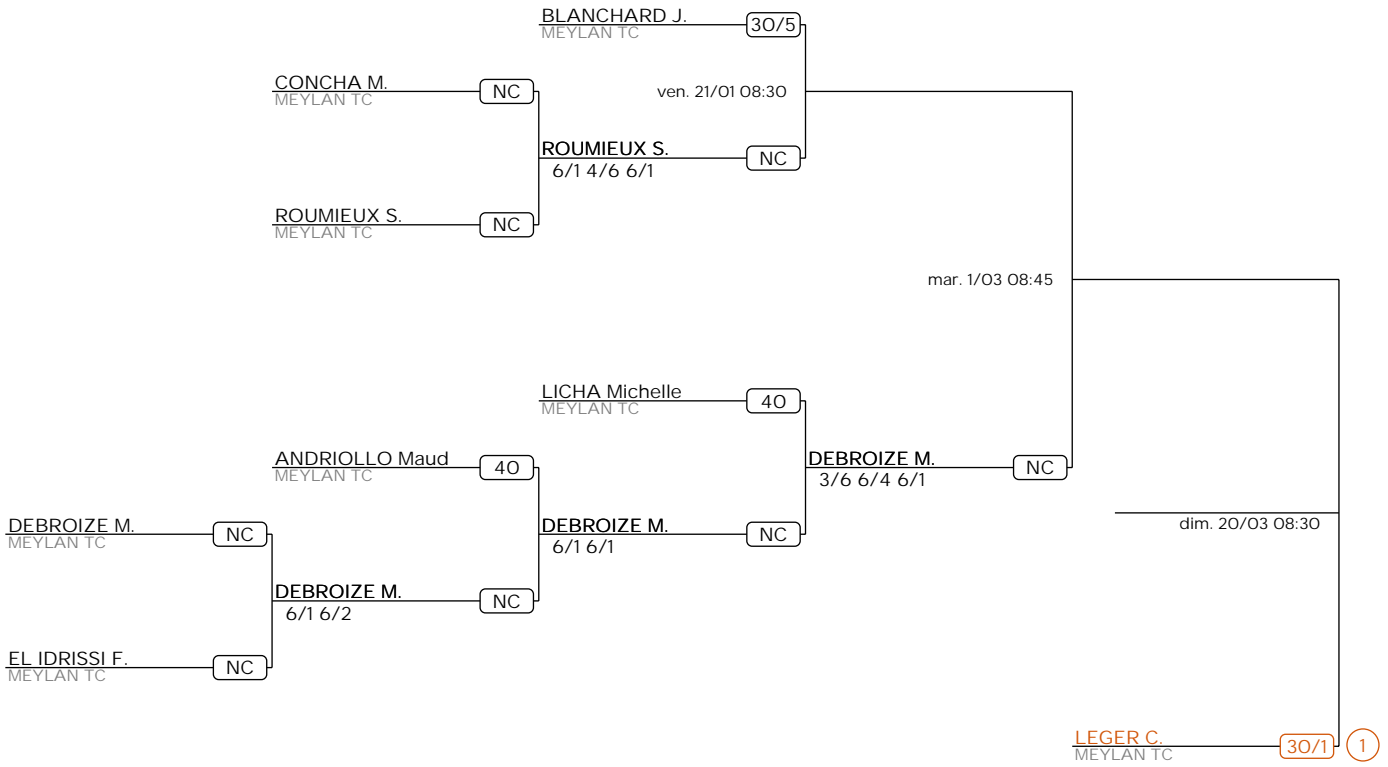 BLANCHARD J.
MEYLAN TC
30/5
CONCHA M.
MEYLAN TC
NC
ven. 21/01 08:30
ROUMIEUX S.
6/1 4/6 6/1
NC
ROUMIEUX S.
MEYLAN TC
NC
mar. 1/03 08:45
LICHA Michelle
MEYLAN TC
40
ANDRIOLLO Maud
MEYLAN TC
40
DEBROIZE M.
3/6 6/4 6/1
NC
DEBROIZE M.
MEYLAN TC
NC
DEBROIZE M.
6/1 6/1
NC
dim. 20/03 08:30
DEBROIZE M.
6/1 6/2
NC
EL IDRISSI F.
MEYLAN TC
NC
LEGER C.
MEYLAN TC
30/1
1